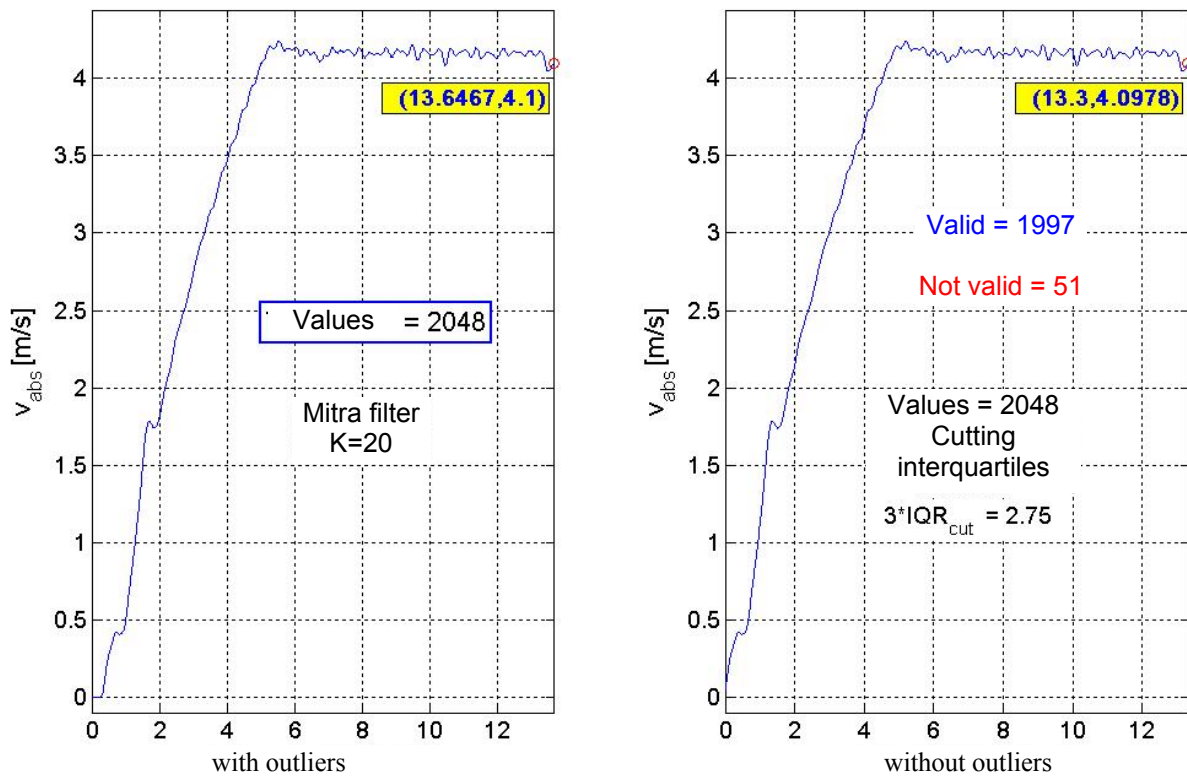 4
3.5
3
2.5
2
1.5
1
0.5
0
v_abs [m/s]
(13.6467,4.1)
Values = 2048
Mitra filter
K=20
0 2 4 6 8 10 12
with outliers
4
3.5
3
2.5
2
1.5
1
0.5
0
v_abs [m/s]
(13.3,4.0978)
Valid = 1997
Not valid = 51
Values = 2048
Cutting
interquartiles
3*IQR_cut = 2.75
0 2 4 6 8 10 12
without outliers